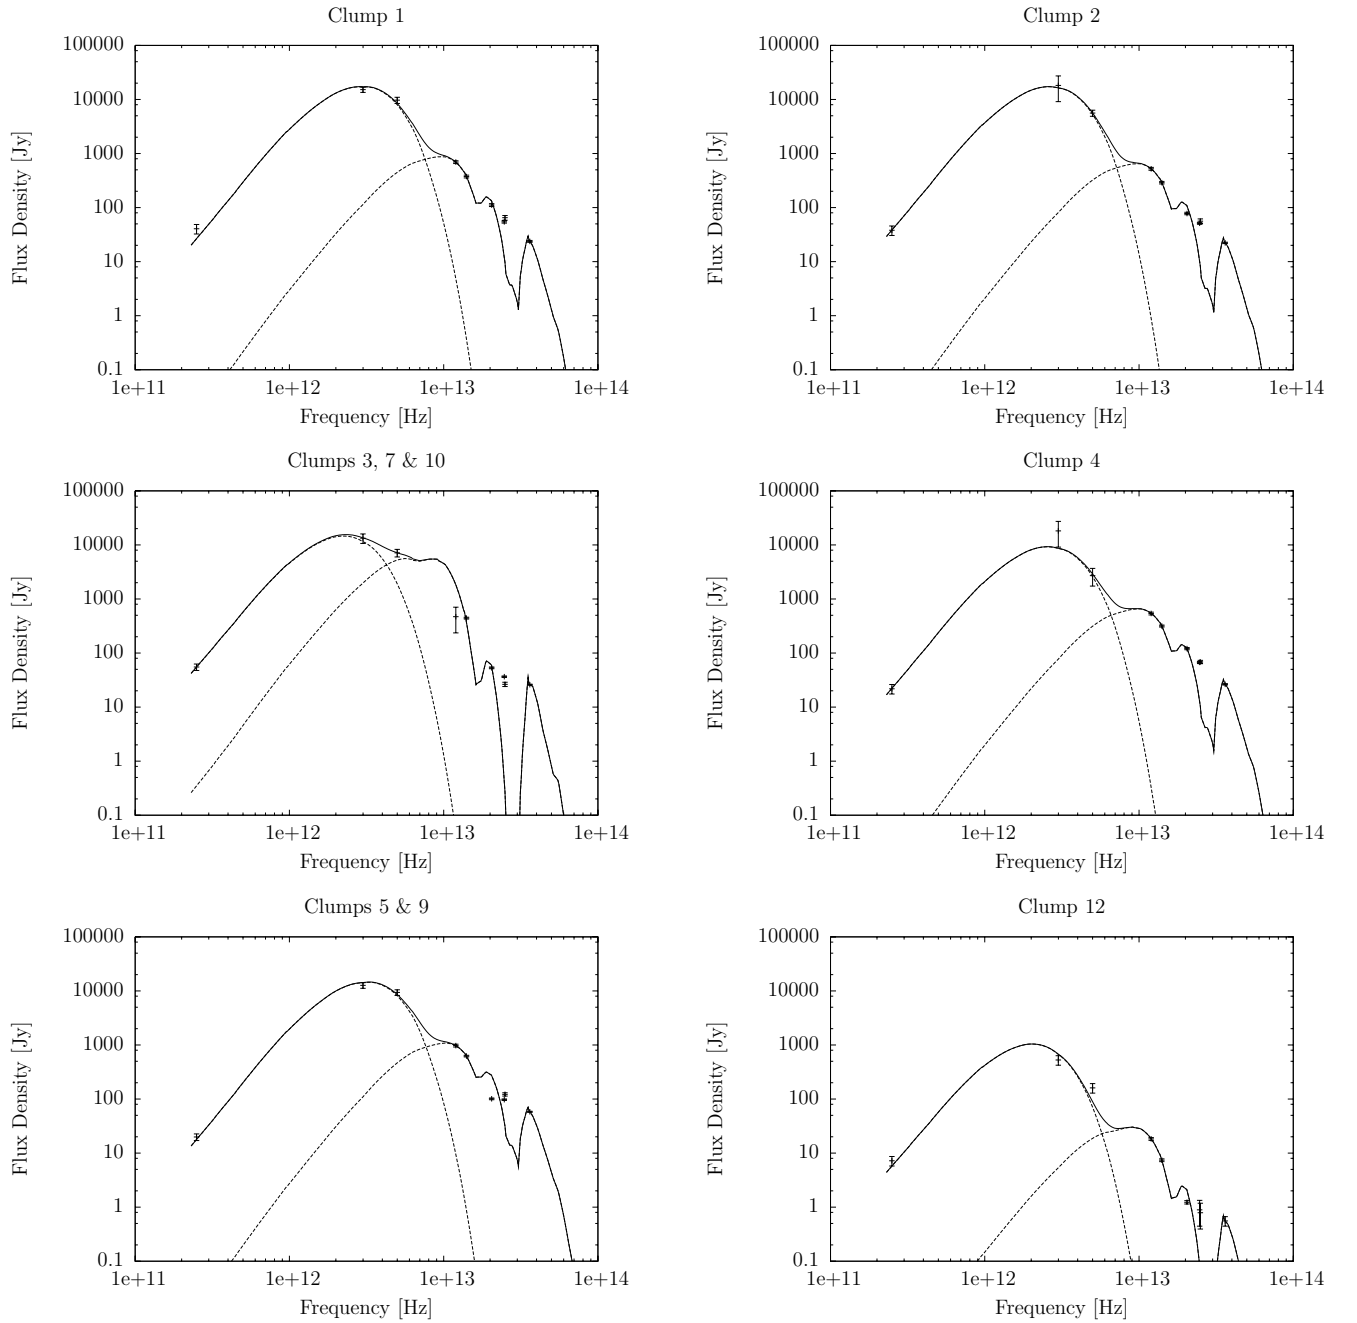 Clump 1
Flux Density [Jy]
100000
10000
1000
100
10
1
0.1
1e+11 1e+12 1e+13 1e+14
Frequency [Hz]
Clump 2
Flux Density [Jy]
100000
10000
1000
100
10
1
0.1
1e+11 1e+12 1e+13 1e+14
Frequency [Hz]
Clumps 3, 7 & 10
Flux Density [Jy]
100000
10000
1000
100
10
1
0.1
1e+11 1e+12 1e+13 1e+14
Frequency [Hz]
Clump 4
Flux Density [Jy]
100000
10000
1000
100
10
1
0.1
1e+11 1e+12 1e+13 1e+14
Frequency [Hz]
Clumps 5 & 9
Flux Density [Jy]
100000
10000
1000
100
10
1
0.1
1e+11 1e+12 1e+13 1e+14
Frequency [Hz]
Clump 12
Flux Density [Jy]
100000
10000
1000
100
10
1
0.1
1e+11 1e+12 1e+13 1e+14
Frequency [Hz]